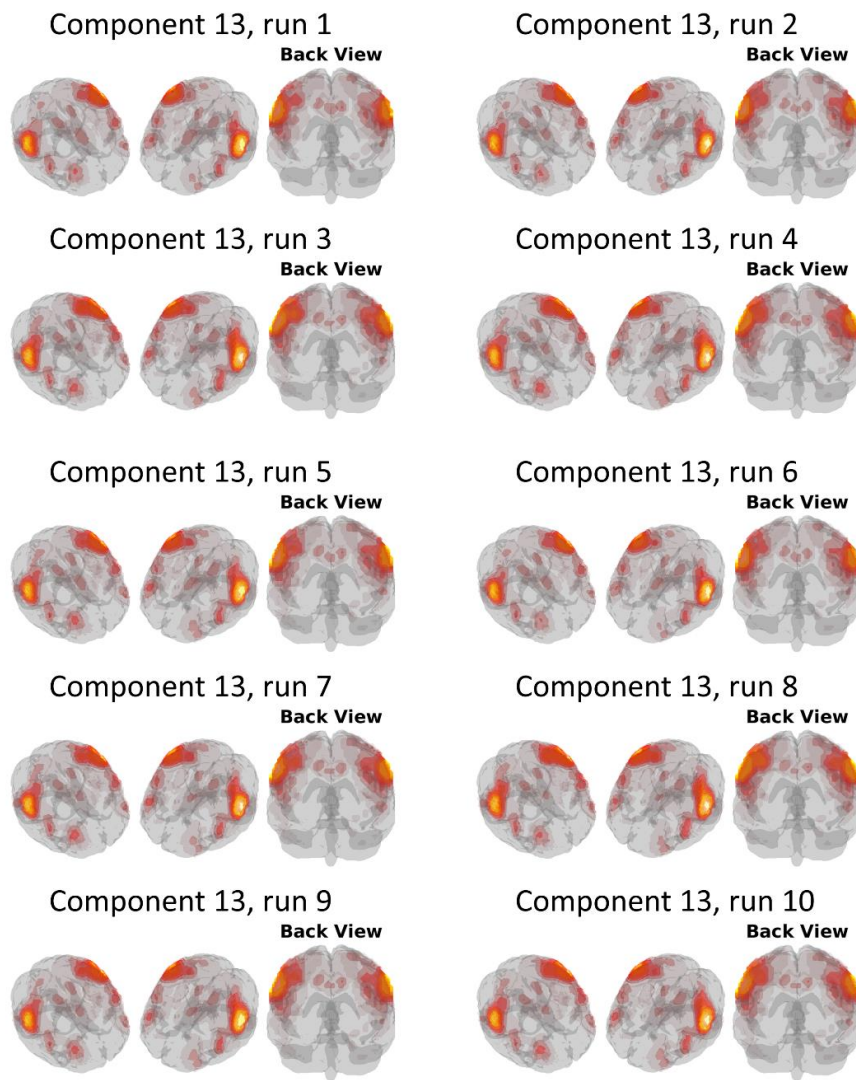 Component 13, run 1
Back View
Component 13, run 2
Back View
Component 13, run 3
Back View
Component 13, run 4
Back View
Component 13, run 5
Back View
Component 13, run 6
Back View
Component 13, run 7
Back View
Component 13, run 8
Back View
Component 13, run 9
Back View
Component 13, run 10
Back View